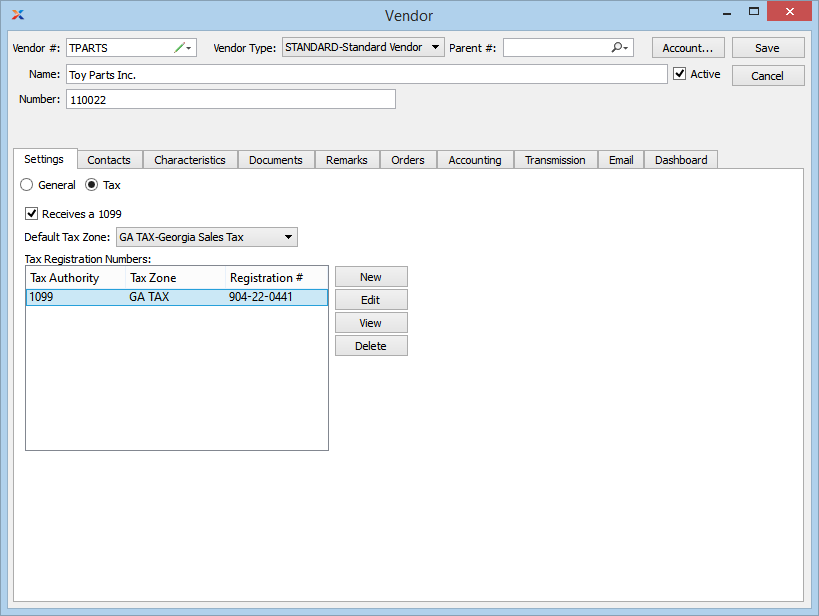 Vendor
Vendor #: TPARTS Vendor Type: STANDARD-Standard Vendor Parent #: Account... Save
Name: Toy Parts Inc. Active Cancel
Number: 110022
Settings Contacts Characteristics Documents Remarks Orders Accounting Transmission Email Dashboard
General Tax
Receives a 1099
Default Tax Zone: GA TAX-Georgia Sales Tax
Tax Registration Numbers:
Tax Authority Tax Zone Registration # New
1099 GA TAX 904-22-0441 Edit
View
Delete